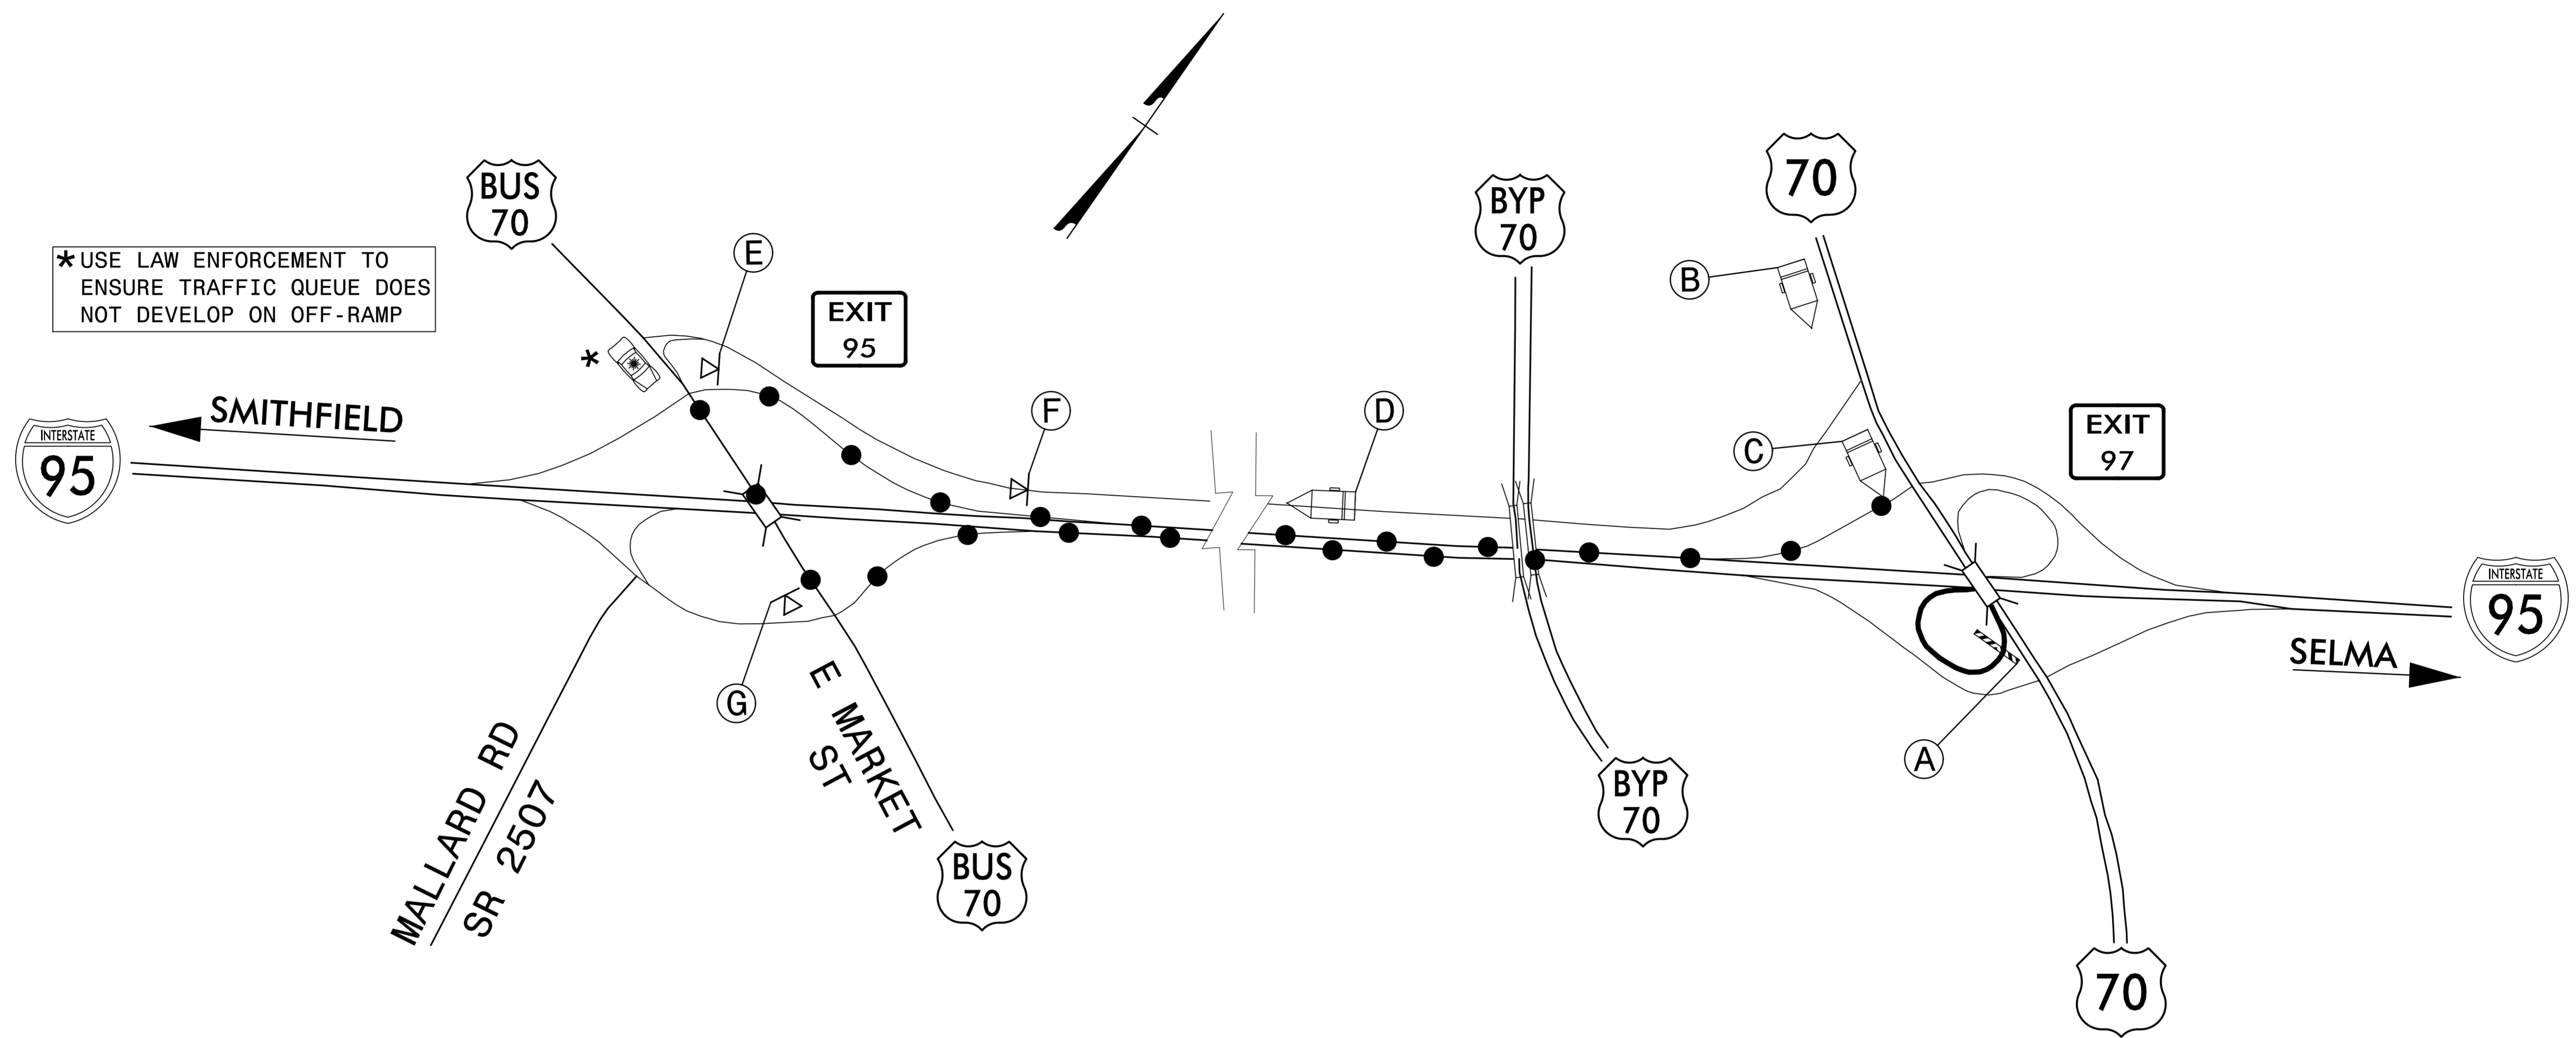 70
BUS
70
BYP
70
E
*USE LAW ENFORCEMENT TO
ENSURE TRAFFIC QUEUE DOES
NOT DEVELOP ON OFF-RAMP
B
EXIT
95
*
SMITHFIELD
F
D
EXIT
97
C
INTERSTATE
95
INTERSTATE
95
SELMA
G
E MARKET
ST
A
MALLARD RD
SR 2507
BYP
70
BUS
70
70